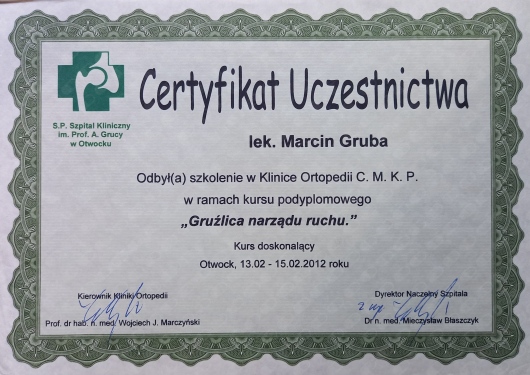 Certyfikat Uczestnictwa
S.P. Szpital Kliniczny
im. Prof. A. Grucy
w Otwocku
lek. Marcin Gruba
Odbył(a) szkolenie w Klinice Ortopedii C. M. K. P.
w ramach kursu podyplomowego
„Gruźlica narządu ruchu.”
Kurs doskonalący
Otwock, 13.02 - 15.02.2012 roku
Kierownik Kliniki Ortopedii
Prof. dr hab. n. med. Wojciech J. Marczyński
Dyrektor Naczelny Szpitala
Dr n. med. Mieczysław Błaszczyk